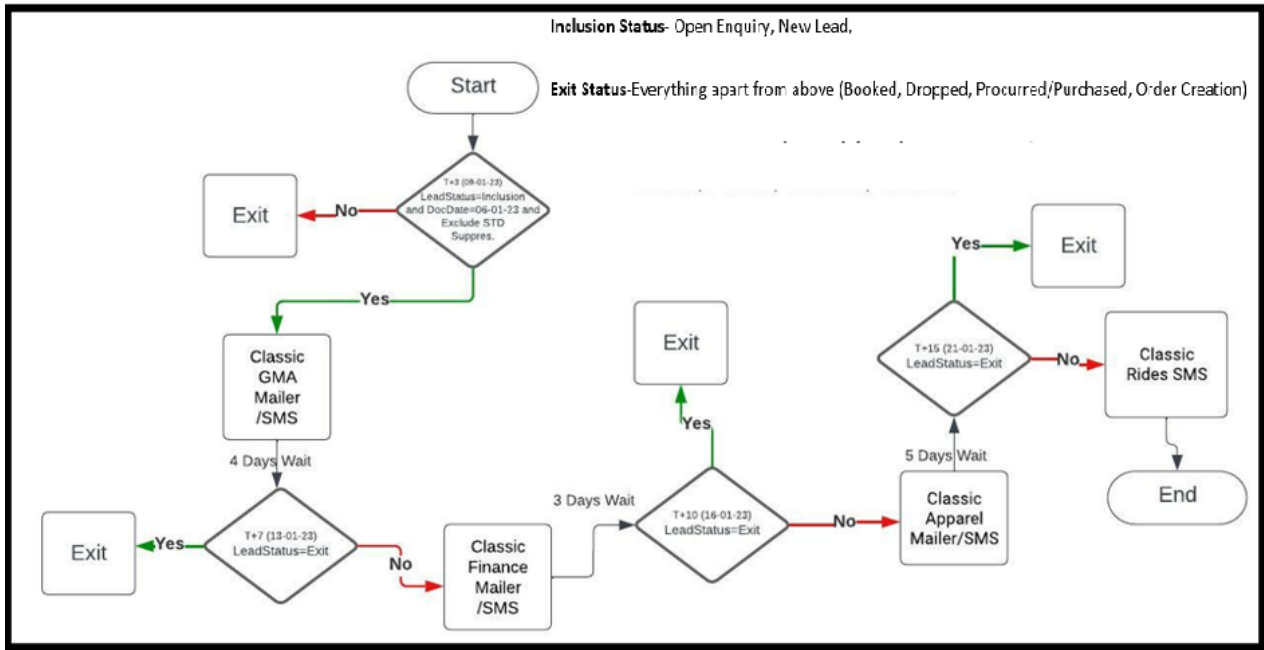 Inclusion Status- Open Enquiry, New Lead.
Exit Status-Everything apart from above (Booked, Dropped, Procurred/Purchased, Order Creation)
Start
T+3 (09-01-23)
LeadStatus=Inclusion
and DocDate=06-01-23 and
Exclude STD
Suppres.
No
Exit
Yes
Classic
GMA
Mailer
/SMS
4 Days Wait
T+7 (13-01-23)
LeadStatus=Exit
Yes
Exit
No
Classic
Finance
Mailer
/SMS
3 Days Wait
T+10 (16-01-23)
LeadStatus=Exit
Yes
Exit
No
Classic
Apparel
Mailer/SMS
5 Days Wait
T+15 (21-01-23)
LeadStatus=Exit
Yes
Exit
No
Classic
Rides SMS
End